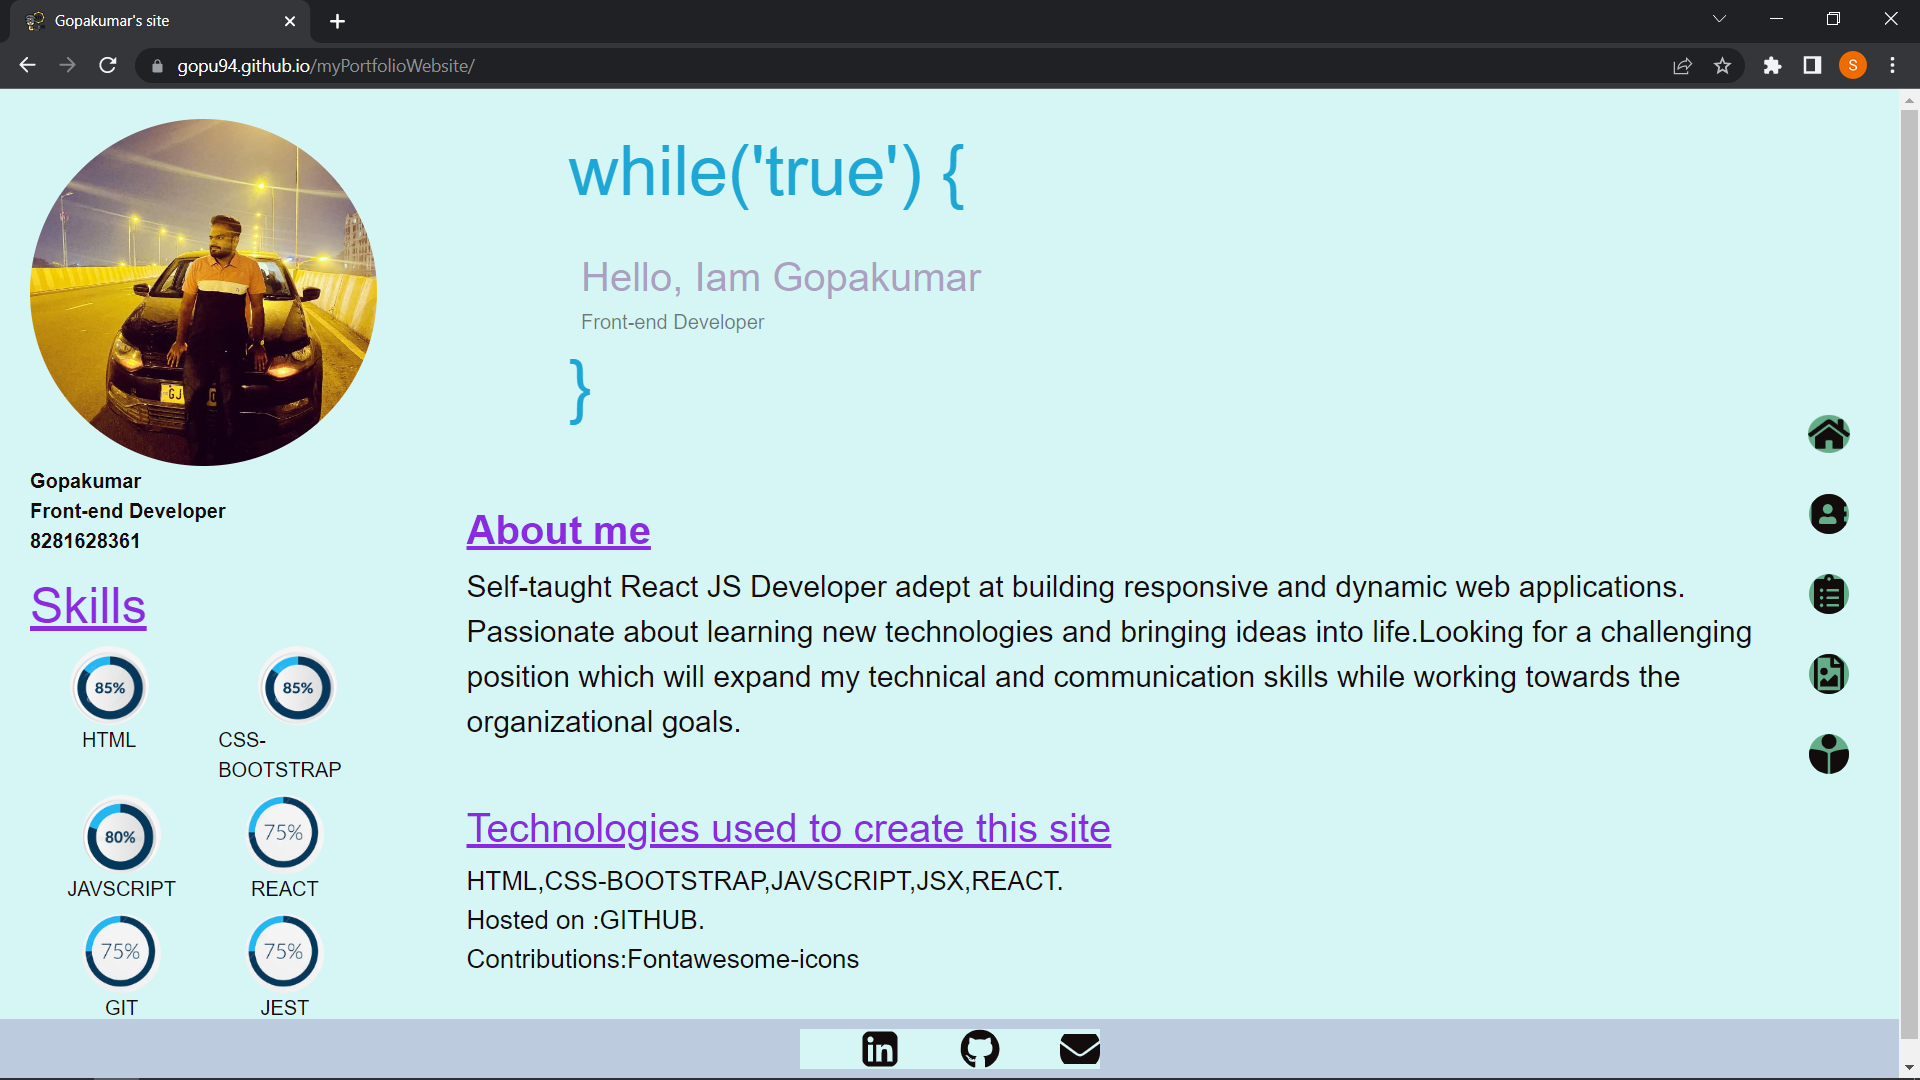 Gopakumar's site
gopu94.github.io/myPortfolioWebsite/
S
while('true') {
Hello, Iam Gopakumar
Front-end Developer
}
Gopakumar
Front-end Developer
8281628361
Skills
85%
85%
HTML
CSS-
BOOTSTRAP
80%
75%
JAVSCRIPT
REACT
75%
75%
GIT
JEST
About me
Self-taught React JS Developer adept at building responsive and dynamic web applications.
Passionate about learning new technologies and bringing ideas into life.Looking for a challenging
position which will expand my technical and communication skills while working towards the
organizational goals.
Technologies used to create this site
HTML,CSS-BOOTSTRAP,JAVSCRIPT,JSX,REACT.
Hosted on :GITHUB.
Contributions:Fontawesome-icons
in